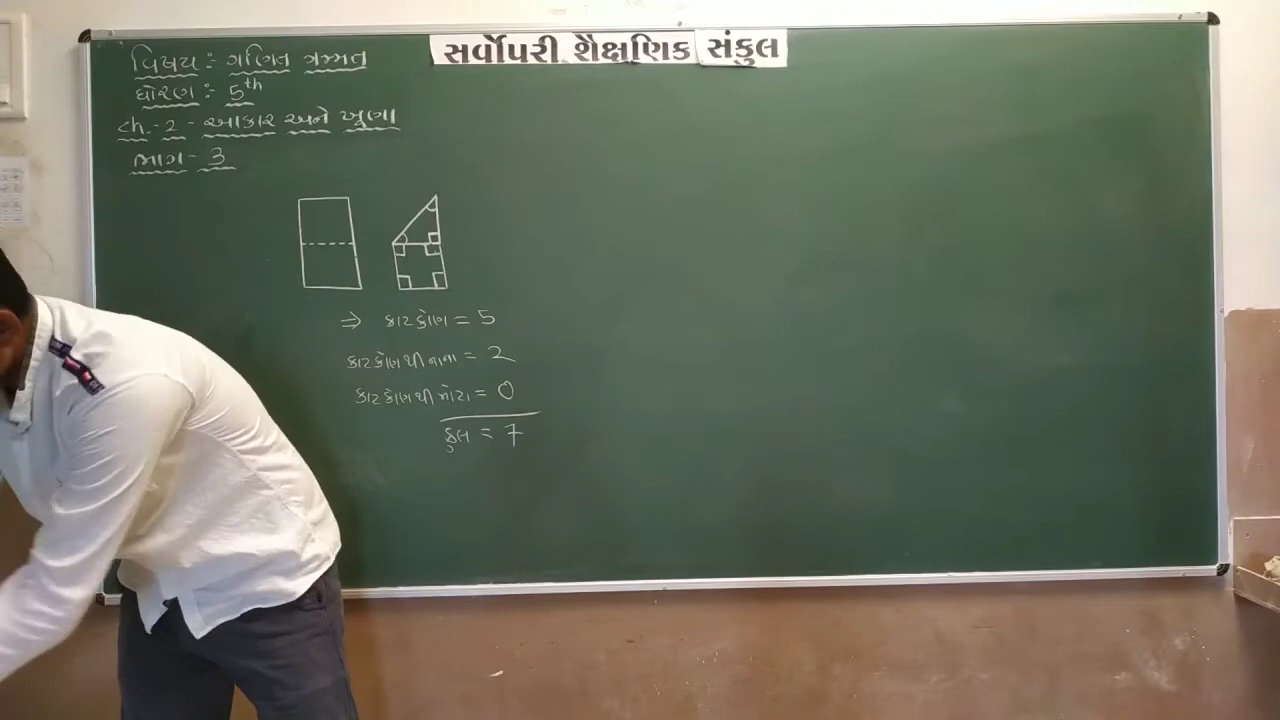 સર્વોપરી શૈક્ષણિક સંકુલ
વિષય :- ગણિત ગમ્મત
ધોરણ :- 5th
ch.-2 - આકાર અને ખૂણા
ભાગ- 3
⇒ કાટકોણ = 5
કાટકોણથી નાના = 2
કાટકોણથી મોટા = 0
કુલ = 7